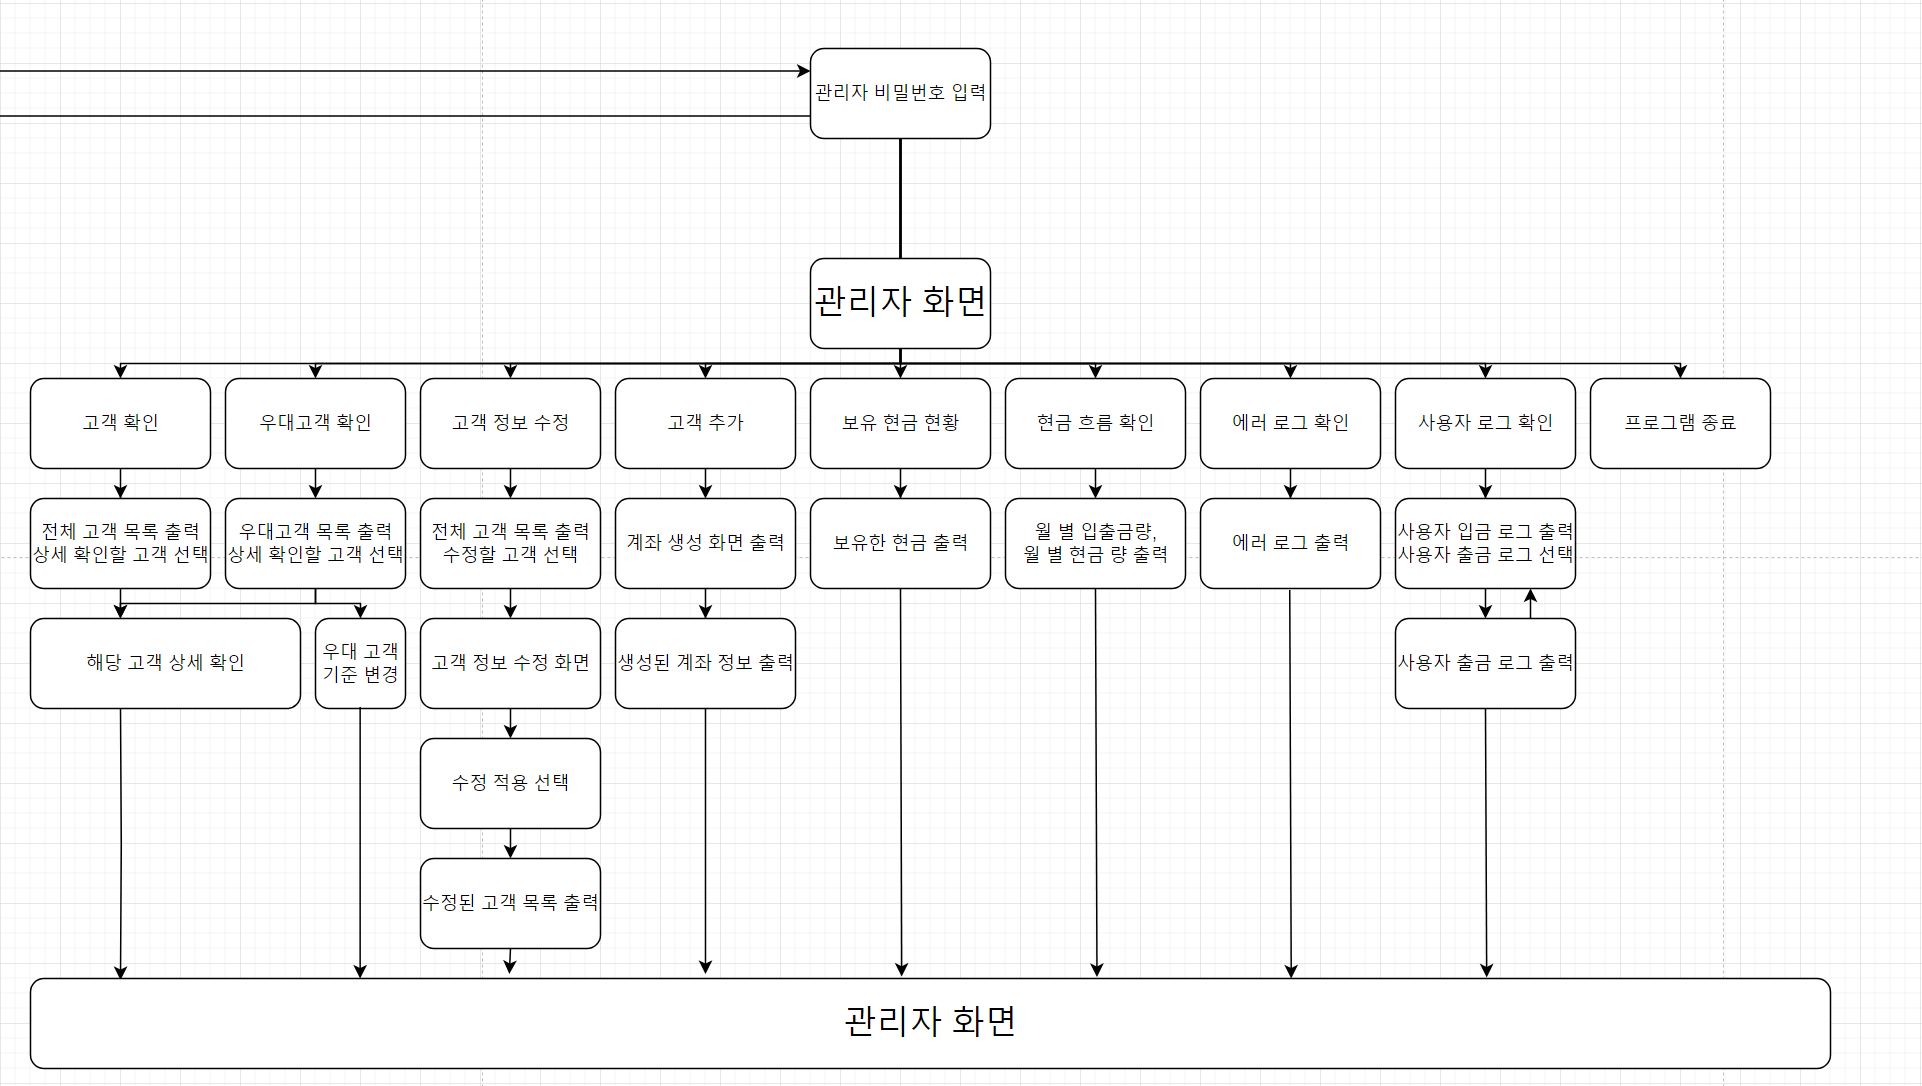 관리자 비밀번호 입력
관리자 화면
고객 확인
우대고객 확인
고객 정보 수정
고객 추가
보유 현금 현황
현금 흐름 확인
에러 로그 확인
사용자 로그 확인
프로그램 종료
전체 고객 목록 출력
상세 확인할 고객 선택
우대고객 목록 출력
상세 확인할 고객 선택
전체 고객 목록 출력
수정할 고객 선택
계좌 생성 화면 출력
보유한 현금 출력
월 별 입출금량,
월 별 현금 량 출력
에러 로그 출력
사용자 입금 로그 출력
사용자 출금 로그 선택
해당 고객 상세 확인
우대 고객
기준 변경
고객 정보 수정 화면
생성된 계좌 정보 출력
사용자 출금 로그 출력
수정 적용 선택
수정된 고객 목록 출력
관리자 화면